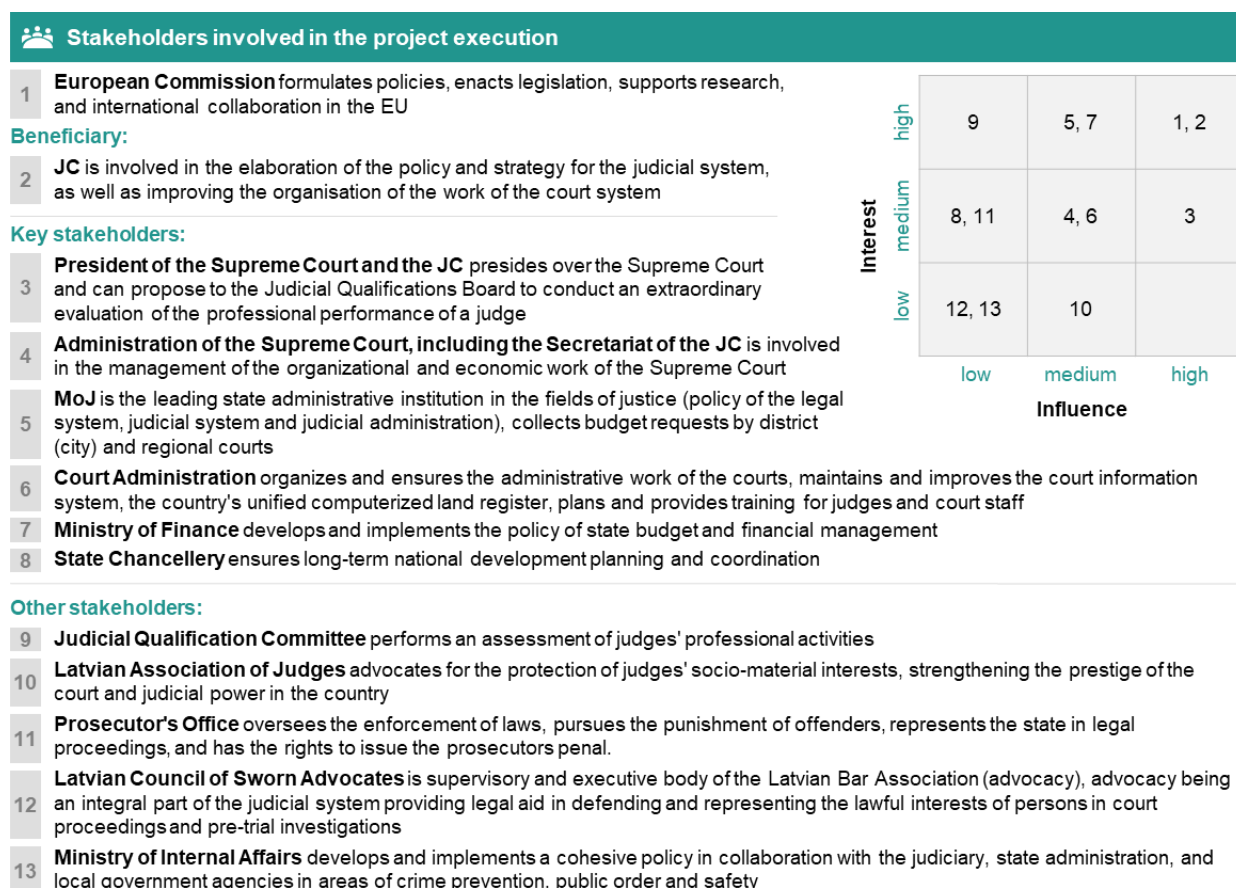 Stakeholders involved in the project execution
1
European Commission formulates policies, enacts legislation, supports research,
and international collaboration in the EU
Beneficiary:
2
JC is involved in the elaboration of the policy and strategy for the judicial system,
as well as improving the organisation of the work of the court system
Key stakeholders:
3
President of the Supreme Court and the JC presides over the Supreme Court
and can propose to the Judicial Qualifications Board to conduct an extraordinary
evaluation of the professional performance of a judge
4
Administration of the Supreme Court, including the Secretariat of the JC is involved
in the management of the organizational and economic work of the Supreme Court
5
MoJ is the leading state administrative institution in the fields of justice (policy of the legal
system, judicial system and judicial administration), collects budget requests by district
(city) and regional courts
6
Court Administration organizes and ensures the administrative work of the courts, maintains and improves the court information
system, the country's unified computerized land register, plans and provides training for judges and court staff
7
Ministry of Finance develops and implements the policy of state budget and financial management
8
State Chancellery ensures long-term national development planning and coordination
Other stakeholders:
9
Judicial Qualification Committee performs an assessment of judges' professional activities
10
Latvian Association of Judges advocates for the protection of judges' socio-material interests, strengthening the prestige of the
court and judicial power in the country
11
Prosecutor's Office oversees the enforcement of laws, pursues the punishment of offenders, represents the state in legal
proceedings, and has the rights to issue the prosecutors penal.
12
Latvian Council of Sworn Advocates is supervisory and executive body of the Latvian Bar Association (advocacy), advocacy being
an integral part of the judicial system providing legal aid in defending and representing the lawful interests of persons in court
proceedings and pre-trial investigations
13
Ministry of Internal Affairs develops and implements a cohesive policy in collaboration with the judiciary, state administration, and
local government agencies in areas of crime prevention, public order and safety
Interest
high
9
5, 7
1, 2
medium
8, 11
4, 6
3
low
12, 13
10
low
medium
high
Influence